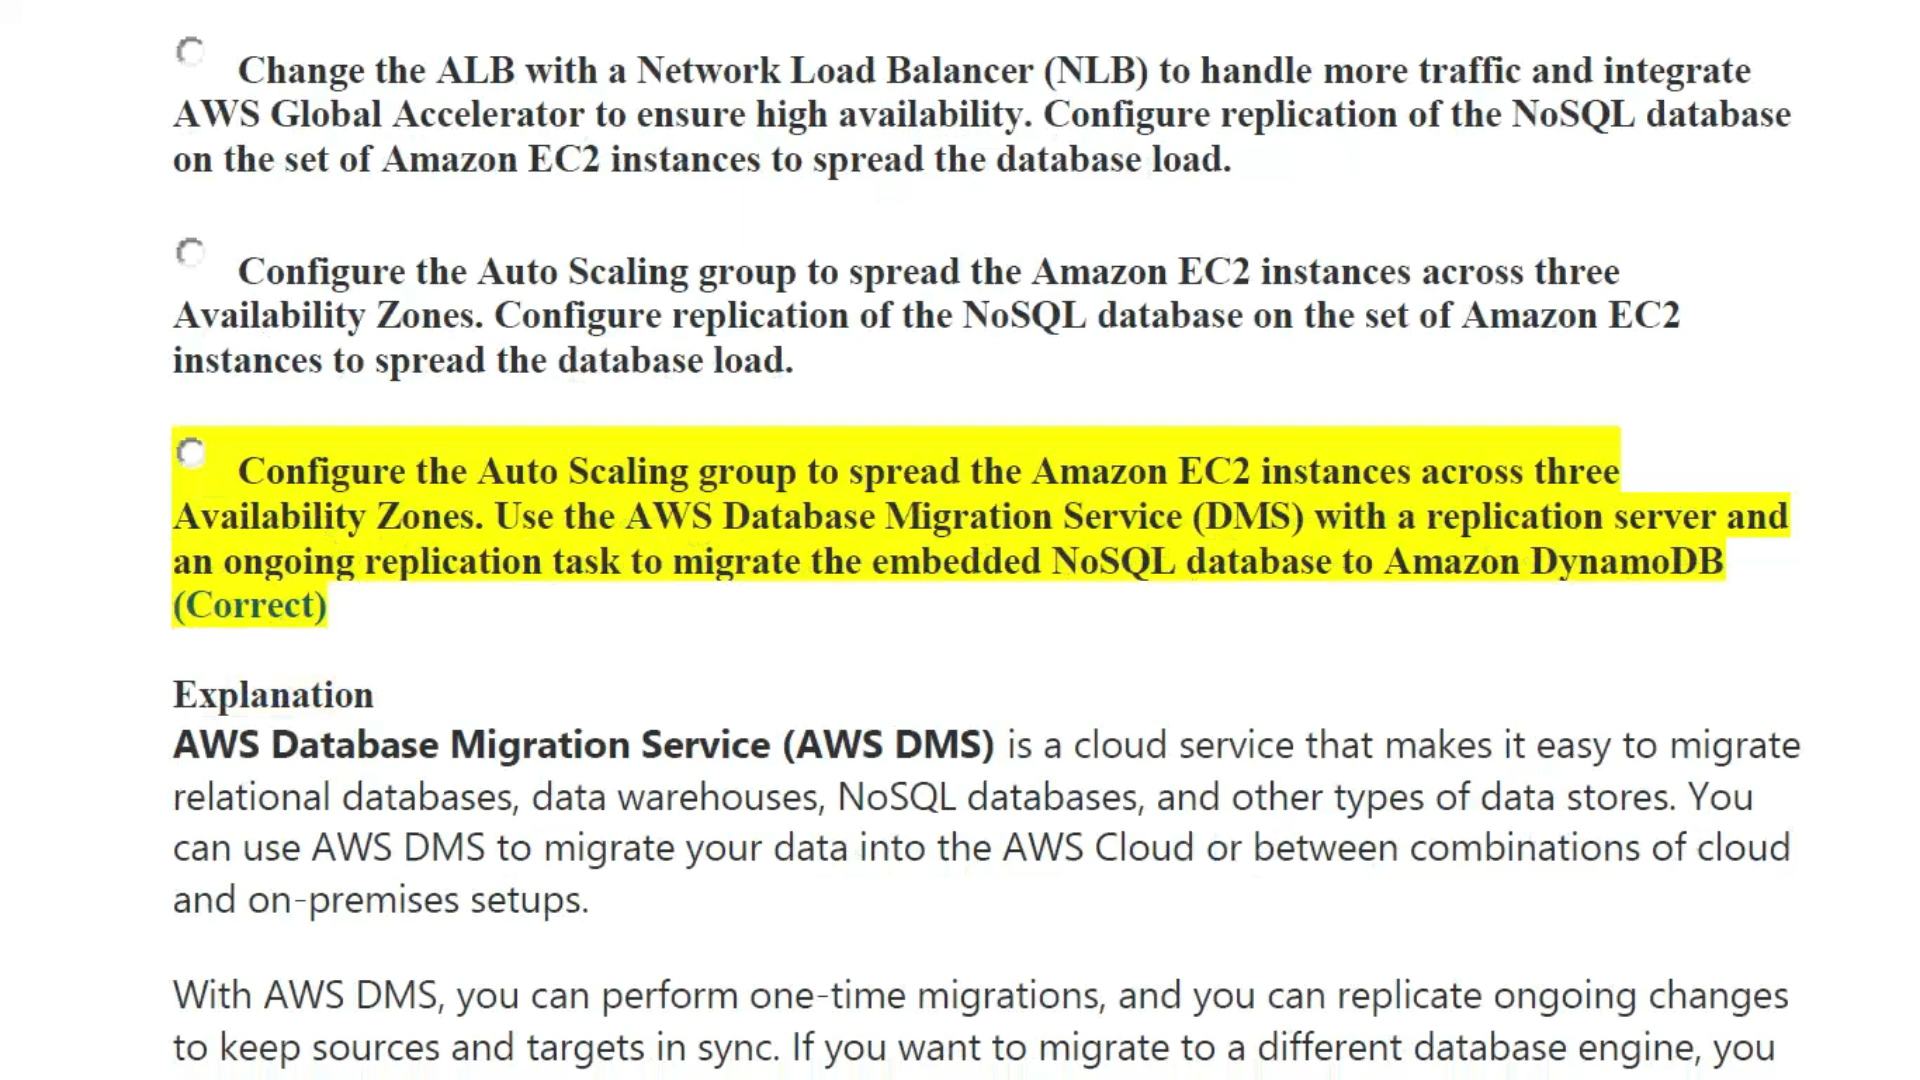 Change the ALB with a Network Load Balancer (NLB) to handle more traffic and integrate
AWS Global Accelerator to ensure high availability. Configure replication of the NoSQL database
on the set of Amazon EC2 instances to spread the database load.
Configure the Auto Scaling group to spread the Amazon EC2 instances across three
Availability Zones. Configure replication of the NoSQL database on the set of Amazon EC2
instances to spread the database load.
Configure the Auto Scaling group to spread the Amazon EC2 instances across three
Availability Zones. Use the AWS Database Migration Service (DMS) with a replication server and
an ongoing replication task to migrate the embedded NoSQL database to Amazon DynamoDB
(Correct)
Explanation
AWS Database Migration Service (AWS DMS) is a cloud service that makes it easy to migrate
relational databases, data warehouses, NoSQL databases, and other types of data stores. You
can use AWS DMS to migrate your data into the AWS Cloud or between combinations of cloud
and on-premises setups.
With AWS DMS, you can perform one-time migrations, and you can replicate ongoing changes
to keep sources and targets in sync. If you want to migrate to a different database engine, you